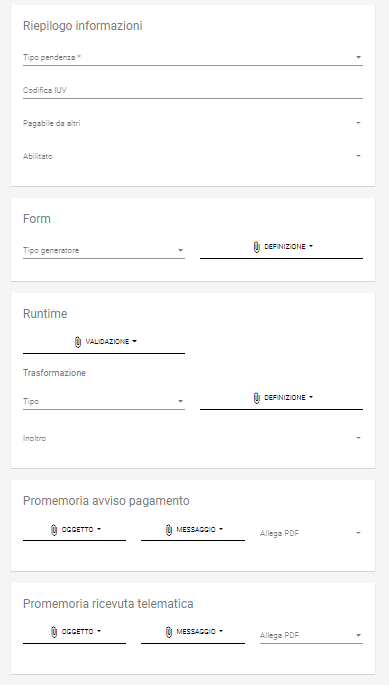 Riepilogo informazioni
Tipo pendenza *
Codifica IUV
Pagabile da altri
Abilitato
Form
Tipo generatore
DEFINIZIONE
Runtime
VALIDAZIONE
Trasformazione
Tipo
DEFINIZIONE
Inoltro
Promemoria avviso pagamento
OGGETTO MESSAGGIO Allega PDF
Promemoria ricevuta telematica
OGGETTO MESSAGGIO Allega PDF